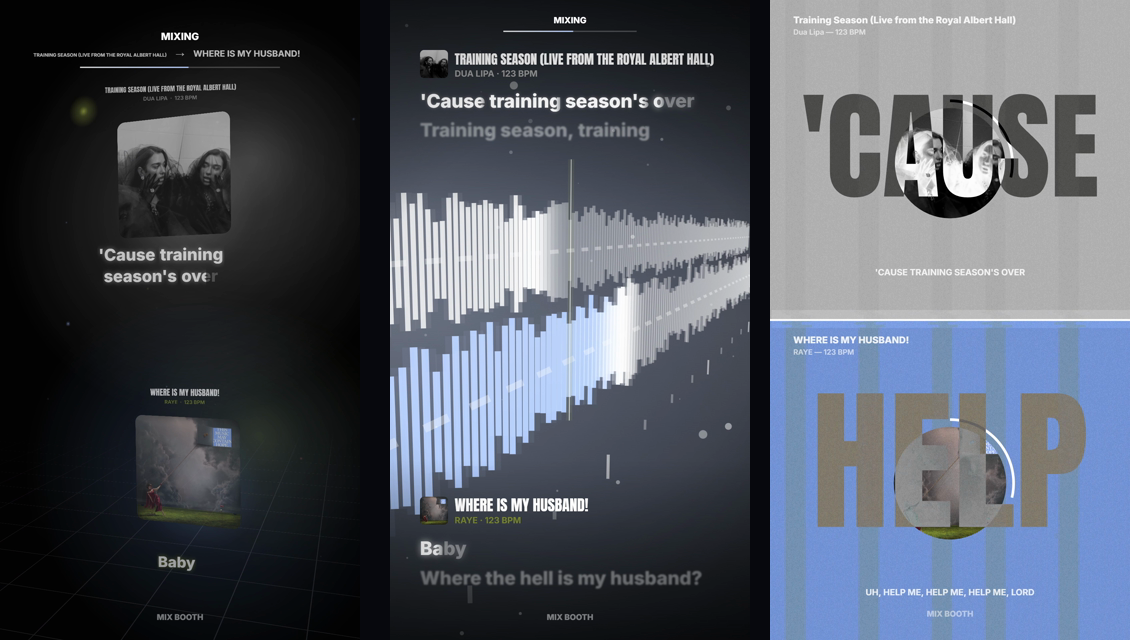 MIXING
TRAINING SEASON (LIVE FROM THE ROYAL ALBERT HALL) → WHERE IS MY HUSBAND!
TRAINING SEASON (LIVE FROM THE ROYAL ALBERT HALL)
DUA LIPA · 123 BPM
'Cause training
season's over
WHERE IS MY HUSBAND!
RAYE · 123 BPM
Baby
MIX BOOTH
MIXING
TRAINING SEASON (LIVE FROM THE ROYAL ALBERT HALL)
DUA LIPA · 123 BPM
'Cause training season's over
Training season, training
WHERE IS MY HUSBAND!
RAYE · 123 BPM
Baby
Where the hell is my husband?
MIX BOOTH
Training Season (Live from the Royal Albert Hall)
Dua Lipa — 123 BPM
'CAUSE
'CAUSE TRAINING SEASON'S OVER
WHERE IS MY HUSBAND!
RAYE — 123 BPM
HELP
UH, HELP ME, HELP ME, HELP ME, LORD
MIX BOOTH